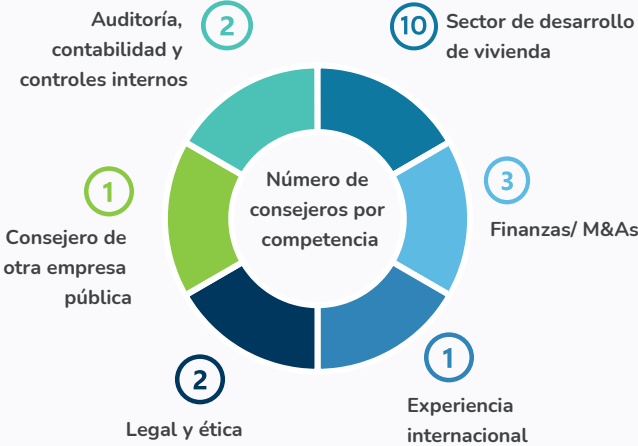 Auditoría,
contabilidad y
controles internos
2
10
Sector de desarrollo
de vivienda
Número de
consejeros por
competencia
1
Consejero de
otra empresa
pública
3
Finanzas/ M&As
2
Legal y ética
1
Experiencia
internacional